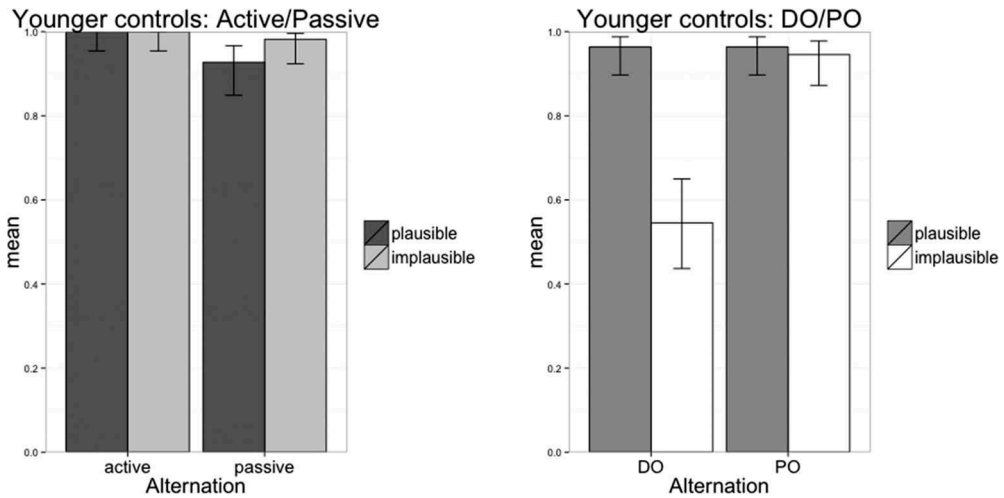 Younger controls: Active/Passive
1.0
0.8
0.6
0.4
0.2
0.0
mean
active
passive
Alternation
plausible
implausible
Younger controls: DO/PO
1.0
0.8
0.6
0.4
0.2
0.0
mean
DO
PO
Alternation
plausible
implausible